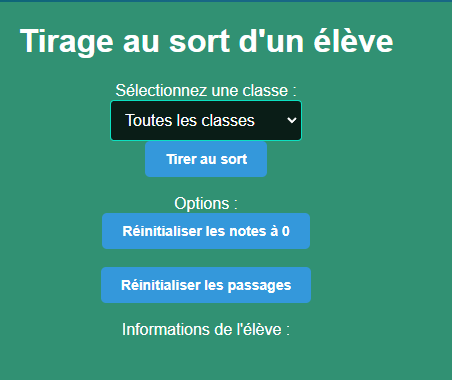 Tirage au sort d'un élève
Sélectionnez une classe :
Toutes les classes
Tirer au sort
Options :
Réinitialiser les notes à 0
Réinitialiser les passages
Informations de l'élève :